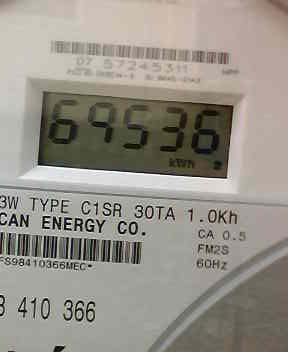 07 57245311
69536
kWh
3W TYPE C1SR 30TA 1.0Kh
CAN ENERGY CO.
CA 0.5
FM2S
60Hz
FS98410366MEC*
8 410 366